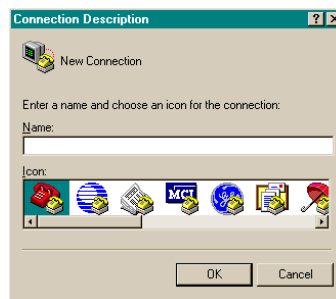 Connection Description
New Connection
Enter a name and choose an icon for the connection:
Name:
Icon:
MCI
OK
Cancel